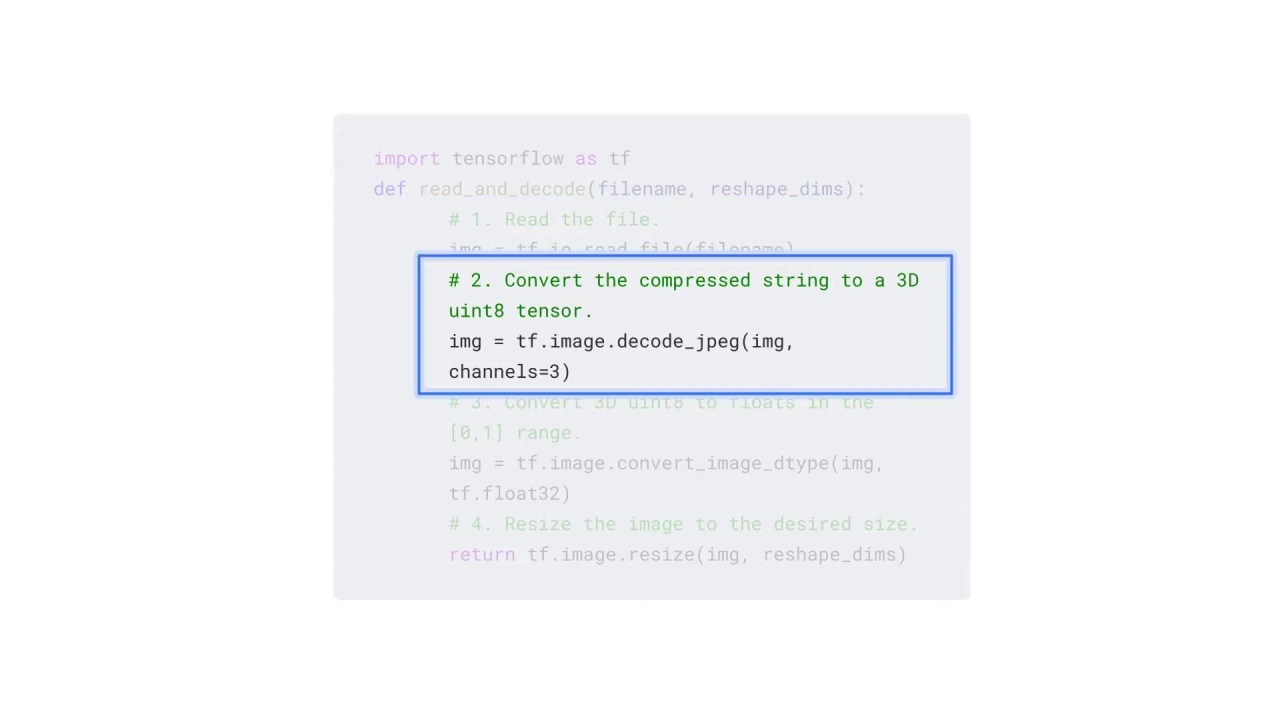 import tensorflow as tf
def read_and_decode(filename, reshape_dims):
# 1. Read the file.
img = tf.io.read_file(filename)
# 2. Convert the compressed string to a 3D
uint8 tensor.
img = tf.image.decode_jpeg(img,
channels=3)
# 3. Convert 3D uint8 to floats in the
[0,1] range.
img = tf.image.convert_image_dtype(img,
tf.float32)
# 4. Resize the image to the desired size.
return tf.image.resize(img, reshape_dims)